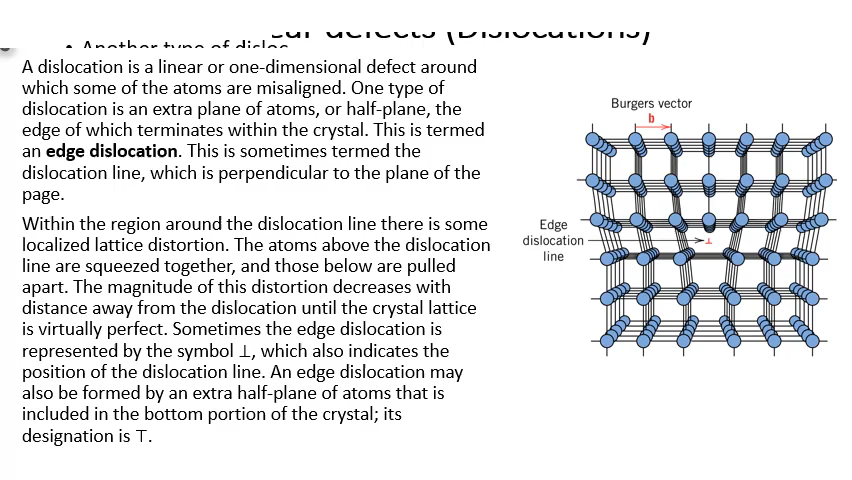 ear defects (Dislocations)
• Another type of disloc
A dislocation is a linear or one-dimensional defect around
which some of the atoms are misaligned. One type of
dislocation is an extra plane of atoms, or half-plane, the
edge of which terminates within the crystal. This is termed
an edge dislocation. This is sometimes termed the
dislocation line, which is perpendicular to the plane of the
page.
Within the region around the dislocation line there is some
localized lattice distortion. The atoms above the dislocation
line are squeezed together, and those below are pulled
apart. The magnitude of this distortion decreases with
distance away from the dislocation until the crystal lattice
is virtually perfect. Sometimes the edge dislocation is
represented by the symbol ⊥, which also indicates the
position of the dislocation line. An edge dislocation may
also be formed by an extra half-plane of atoms that is
included in the bottom portion of the crystal; its
designation is ⊤.
Burgers vector
b
Edge
dislocation
line
⊥